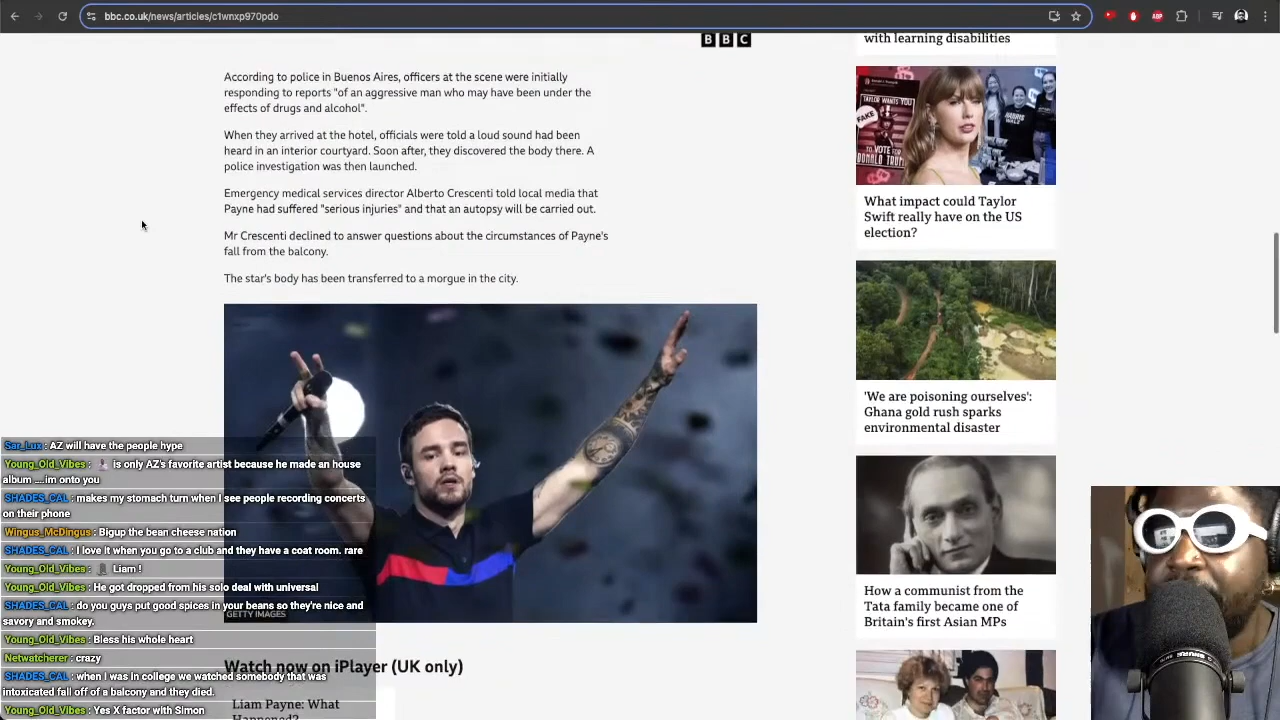 bbc.co.uk/news/articles/c1wnxp970pdo
BBC
According to police in Buenos Aires, officers at the scene were initially
responding to reports "of an aggressive man who may have been under the
effects of drugs and alcohol".
When they arrived at the hotel, officials were told a loud sound had been
heard in an interior courtyard. Soon after, they discovered the body there. A
police investigation was then launched.
Emergency medical services director Alberto Crescenti told local media that
Payne had suffered "serious injuries" and that an autopsy will be carried out.
Mr Crescenti declined to answer questions about the circumstances of Payne's
fall from the balcony.
The star's body has been transferred to a morgue in the city.
GETTY IMAGES
Watch now on iPlayer (UK only)
Liam Payne: What
Happened?
with learning disabilities
TAYLOR WANTS YOU
FAKE
TO VOTE FOR
DONALD TRUMP
HARRIS
WALZ
What impact could Taylor
Swift really have on the US
election?
'We are poisoning ourselves':
Ghana gold rush sparks
environmental disaster
How a communist from the
Tata family became one of
Britain's first Asian MPs
Sar_Lux : AZ will have the people hype
Young_Old_Vibes : is only AZ's favorite artist because he made an house
album ....im onto you
SHADES_CAL : makes my stomach turn when I see people recording concerts
on their phone
Wingus_McDingus : Bigup the bean cheese nation
SHADES_CAL : I love it when you go to a club and they have a coat room. rare
Young_Old_Vibes : Liam !
Young_Old_Vibes : He got dropped from his solo deal with universal
SHADES_CAL : do you guys put good spices in your beans so they're nice and
savory and smokey.
Young_Old_Vibes : Bless his whole heart
Netwatcherer : crazy
SHADES_CAL : when I was in college we watched somebody that was
intoxicated fall off of a balcony and they died.
Young_Old_Vibes : Yes X factor with Simon